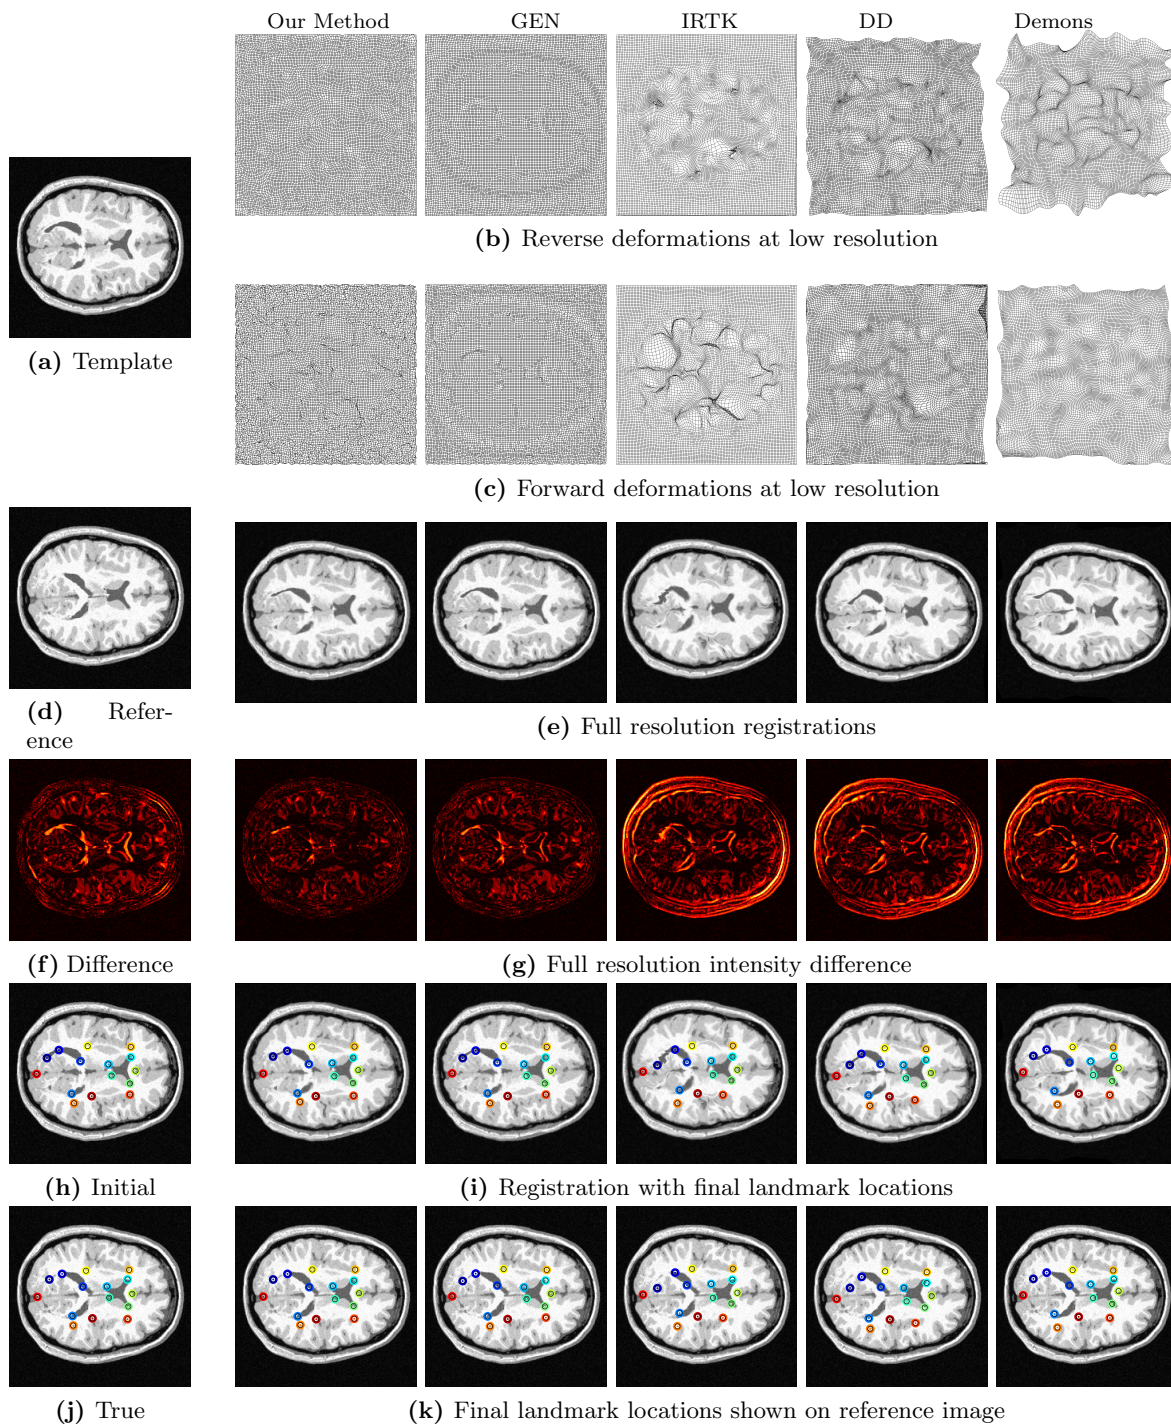 Our Method GEN IRTK DD Demons
(b) Reverse deformations at low resolution
(a) Template
(c) Forward deformations at low resolution
(d) Refer-
ence
(e) Full resolution registrations
(f) Difference
(g) Full resolution intensity difference
(h) Initial
(i) Registration with final landmark locations
(j) True
(k) Final landmark locations shown on reference image